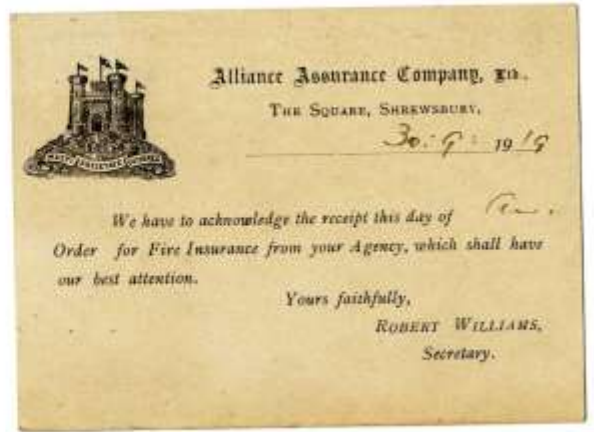 Alliance Assurance Company, Ltd.
THE SQUARE, SHREWSBURY,
30: 9: 1919
We have to acknowledge the receipt this day of
Order for Fire Insurance from your Agency, which shall have
our best attention.
Yours faithfully,
ROBERT WILLIAMS,
Secretary.